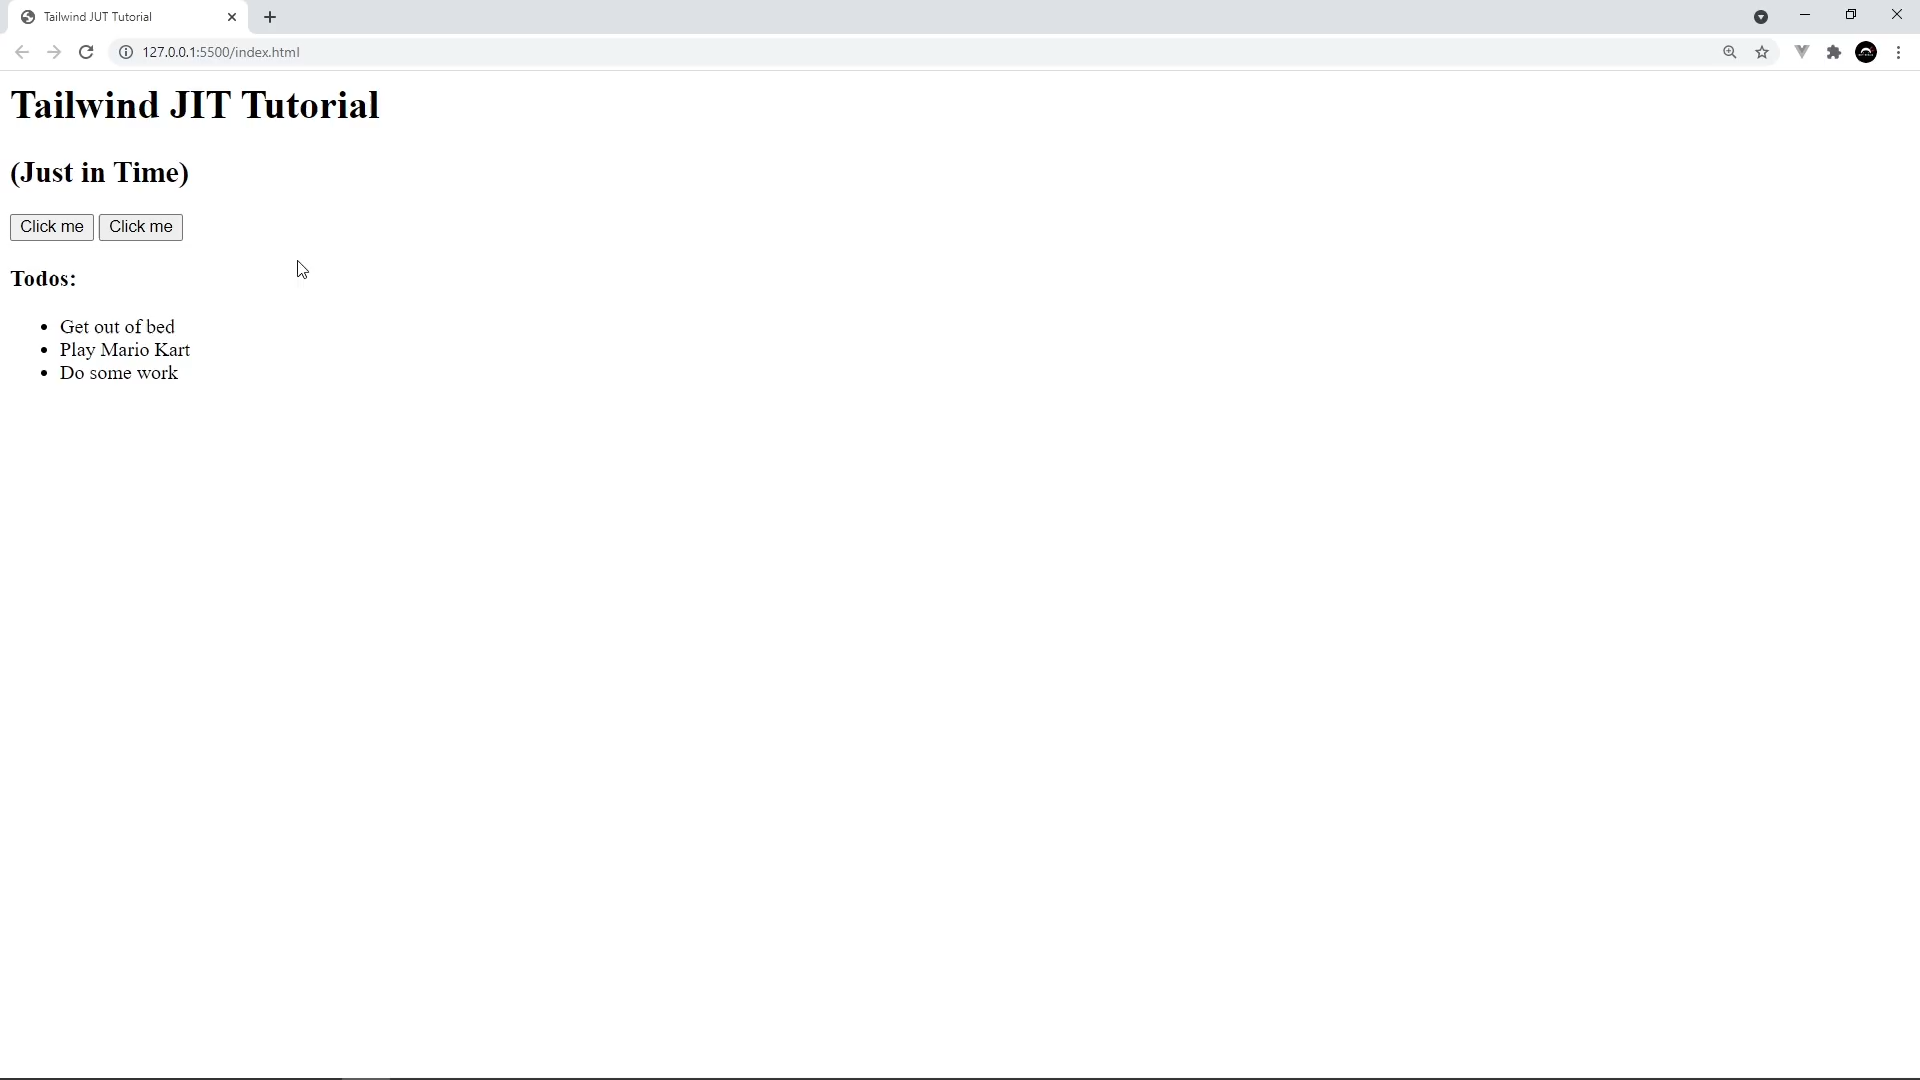 Tailwind JUT Tutorial
127.0.0.1:5500/index.html
Tailwind JIT Tutorial
(Just in Time)
Click me Click me
Todos:
Get out of bed
Play Mario Kart
Do some work